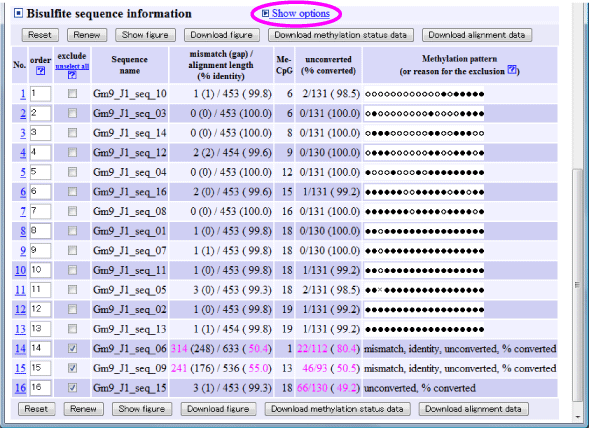 Bisulfite sequence information Show options
Reset Renew Show figure Download figure Download methylation status data Download alignment data
No. order exclude Sequence mismatch (gap) / Me- unconverted Methylation pattern
? unselect all name alignment length CpG (% converted) (or reason for the exclusion ?)
? (% identity)
1 1 Gm9_J1_seq_10 1 (1) / 453 ( 99.8) 6 2/131 ( 98.5)
2 2 Gm9_J1_seq_03 0 (0) / 453 (100.0) 6 0/131 (100.0)
3 3 Gm9_J1_seq_14 0 (0) / 453 (100.0) 8 0/131 (100.0)
4 4 Gm9_J1_seq_12 2 (2) / 454 ( 99.6) 9 0/130 (100.0)
5 5 Gm9_J1_seq_04 0 (0) / 453 (100.0) 12 0/131 (100.0)
6 6 Gm9_J1_seq_16 2 (0) / 453 ( 99.6) 15 1/131 ( 99.2)
7 7 Gm9_J1_seq_08 0 (0) / 453 (100.0) 16 0/131 (100.0)
8 8 Gm9_J1_seq_01 1 (0) / 453 ( 99.8) 18 0/131 (100.0)
9 9 Gm9_J1_seq_07 1 (1) / 453 ( 99.8) 18 0/130 (100.0)
10 10 Gm9_J1_seq_11 1 (0) / 453 ( 99.8) 18 1/131 ( 99.2)
11 11 Gm9_J1_seq_05 3 (0) / 453 ( 99.3) 18 2/131 ( 98.5)
12 12 Gm9_J1_seq_02 1 (0) / 453 ( 99.8) 19 1/131 ( 99.2)
13 13 Gm9_J1_seq_13 1 (1) / 454 ( 99.8) 19 1/131 ( 99.2)
14 14 Gm9_J1_seq_06 314 (248) / 633 ( 50.4) 1 22/112 ( 80.4) mismatch, identity, unconverted, % converted
15 15 Gm9_J1_seq_09 241 (176) / 536 ( 55.0) 13 46/93 ( 50.5) mismatch, identity, unconverted, % converted
16 16 Gm9_J1_seq_15 3 (1) / 453 ( 99.3) 18 66/130 ( 49.2) unconverted, % converted
Reset Renew Show figure Download figure Download methylation status data Download alignment data